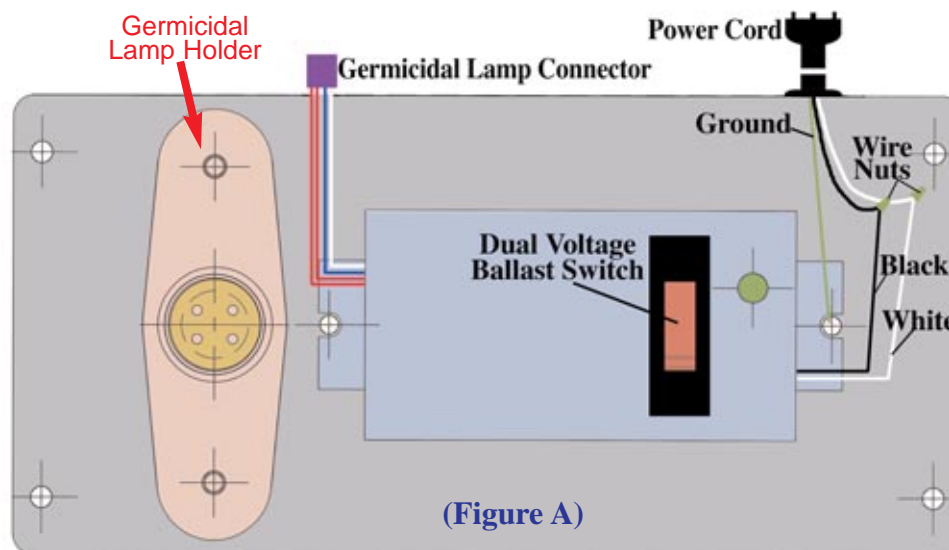 Germicidal
Lamp Holder
Power Cord
Germicidal Lamp Connector
Ground
Wire
Nuts
Dual Voltage
Ballast Switch
Black
White
(Figure A)